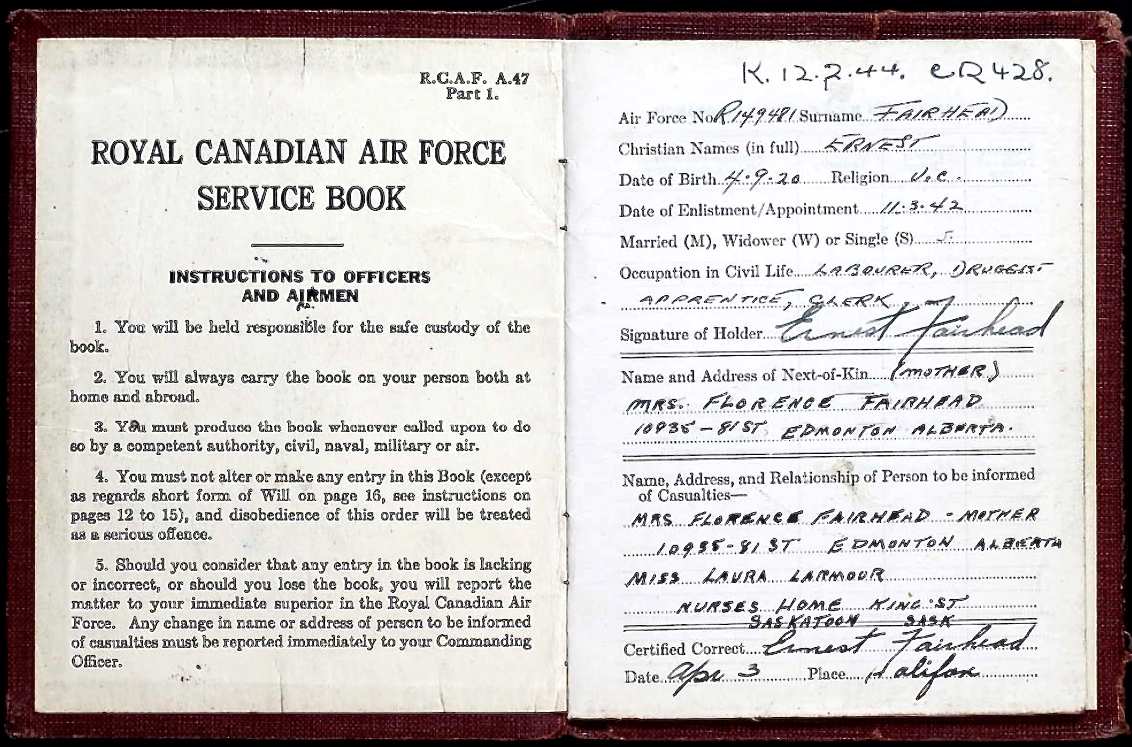 R.C.A.F. A.47
Part 1.
ROYAL CANADIAN AIR FORCE
SERVICE BOOK
INSTRUCTIONS TO OFFICERS
AND AIRMEN
1. You will be held responsible for the safe custody of the
book.
2. You will always carry the book on your person both at
home and abroad.
3. You must produce the book whenever called upon to do
so by a competent authority, civil, naval, military or air.
4. You must not alter or make any entry in this Book (except
as regards short form of Will on page 16, see instructions on
pages 12 to 15), and disobedience of this order will be treated
as a serious offence.
5. Should you consider that any entry in the book is lacking
or incorrect, or should you lose the book, you will report the
matter to your immediate superior in the Royal Canadian Air
Force. Any change in name or address of person to be informed
of casualties must be reported immediately to your Commanding
Officer.
K. 12.2.44. CR428.
Air Force No. R149481 Surname FAIRHEAD
Christian Names (in full) ERNEST
Date of Birth 4.9.20 Religion U.C.
Date of Enlistment/Appointment 11.3.42
Married (M), Widower (W) or Single (S) S.
Occupation in Civil Life LABOURER, DRUGGIST
APPRENTICE, CLERK
Signature of Holder Ernest Fairhead
Name and Address of Next-of-Kin (MOTHER)
MRS. FLORENCE FAIRHEAD
10935-81ST EDMONTON ALBERTA.
Name, Address, and Relationship of Person to be informed
of Casualties—
MRS FLORENCE FAIRHEAD - MOTHER
10935-81ST EDMONTON ALBERTA
MISS LAURA LARMOUR
NURSES HOME KING ST
SASKATOON SASK
Certified Correct Ernest Fairhead
Date Apr 3 Place Halifax